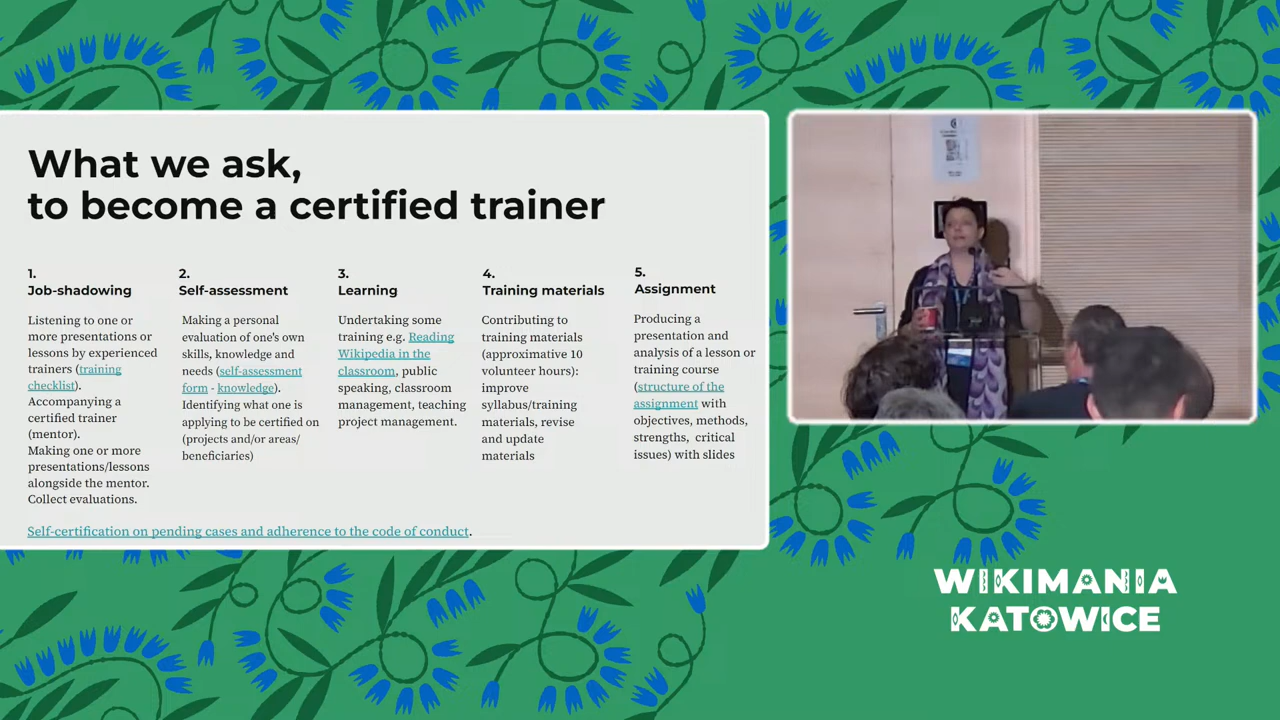 What we ask,
to become a certified trainer
1.
Job-shadowing
Listening to one or
more presentations or
lessons by experienced
trainers (training
checklist).
Accompanying a
certified trainer
(mentor).
Making one or more
presentations/lessons
alongside the mentor.
Collect evaluations.
2.
Self-assessment
Making a personal
evaluation of one's own
skills, knowledge and
needs (self-assessment
form - knowledge).
Identifying what one is
applying to be certified on
(projects and/or areas/
beneficiaries)
3.
Learning
Undertaking some
training e.g. Reading
Wikipedia in the
classroom, public
speaking, classroom
management, teaching
project management.
4.
Training materials
Contributing to
training materials
(approximative 10
volunteer hours):
improve
syllabus/training
materials, revise
and update
materials
5.
Assignment
Producing a
presentation and
analysis of a lesson or
training course
(structure of the
assignment with
objectives, methods,
strengths, critical
issues) with slides
Self-certification on pending cases and adherence to the code of conduct.
WIKIMANIA
KATOWICE